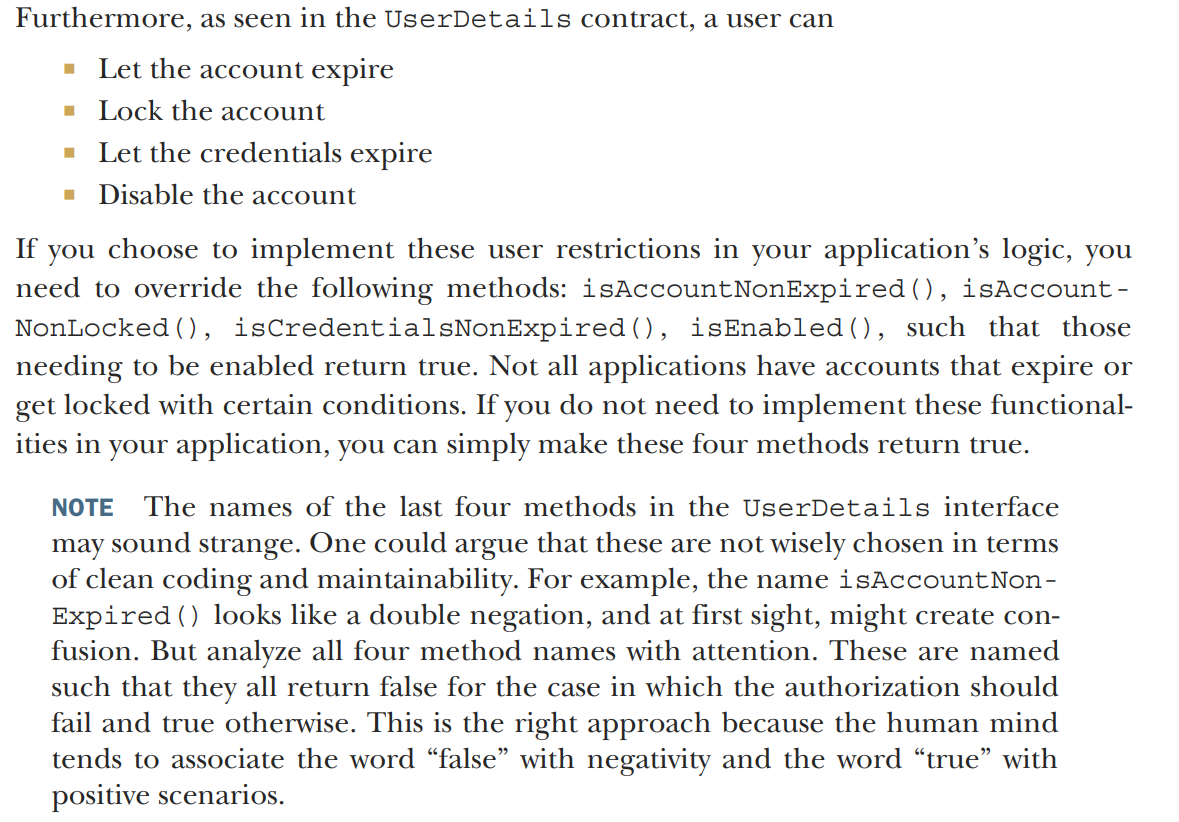 Furthermore, as seen in the UserDetails contract, a user can
▪ Let the account expire
▪ Lock the account
▪ Let the credentials expire
▪ Disable the account
If you choose to implement these user restrictions in your application’s logic, you
need to override the following methods: isAccountNonExpired(), isAccount-
NonLocked(), isCredentialsNonExpired(), isEnabled(), such that those
needing to be enabled return true. Not all applications have accounts that expire or
get locked with certain conditions. If you do not need to implement these functional-
ities in your application, you can simply make these four methods return true.
NOTE The names of the last four methods in the UserDetails interface
may sound strange. One could argue that these are not wisely chosen in terms
of clean coding and maintainability. For example, the name isAccountNon-
Expired() looks like a double negation, and at first sight, might create con-
fusion. But analyze all four method names with attention. These are named
such that they all return false for the case in which the authorization should
fail and true otherwise. This is the right approach because the human mind
tends to associate the word “false” with negativity and the word “true” with
positive scenarios.